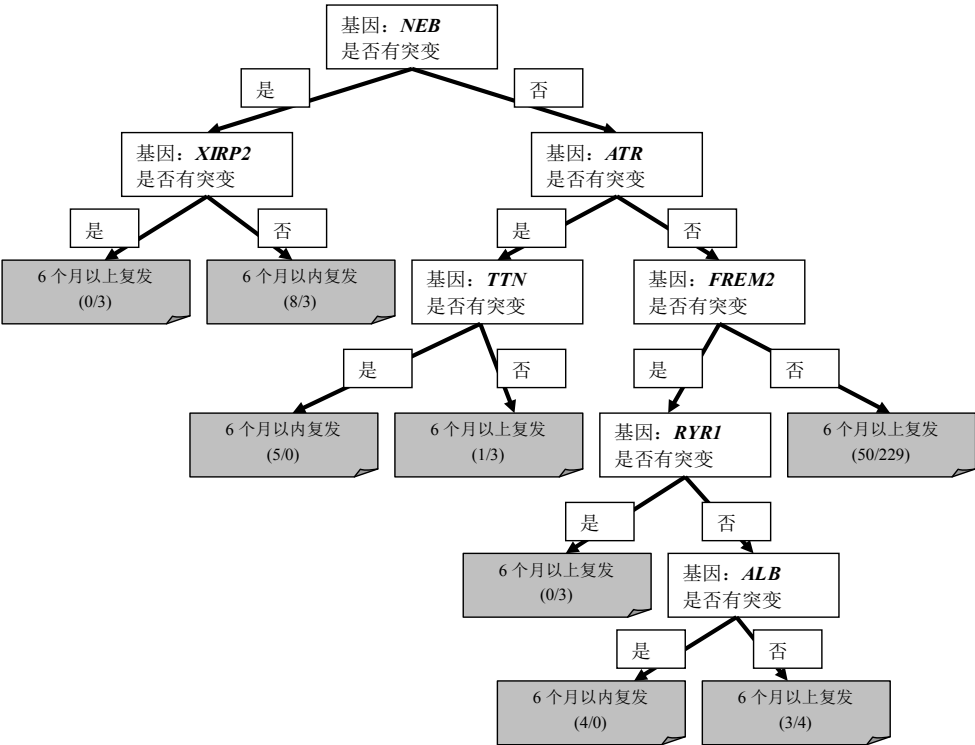 基因：NEB
是否有突变
是
否
基因：XIRP2
是否有突变
基因：ATR
是否有突变
是
否
是
否
6 个月以上复发
(0/3)
6 个月以内复发
(8/3)
基因：TTN
是否有突变
基因：FREM2
是否有突变
是
否
是
否
6 个月以内复发
(5/0)
6 个月以上复发
(1/3)
基因：RYR1
是否有突变
6 个月以上复发
(50/229)
是
否
6 个月以上复发
(0/3)
基因：ALB
是否有突变
是
否
6 个月以内复发
(4/0)
6 个月以上复发
(3/4)